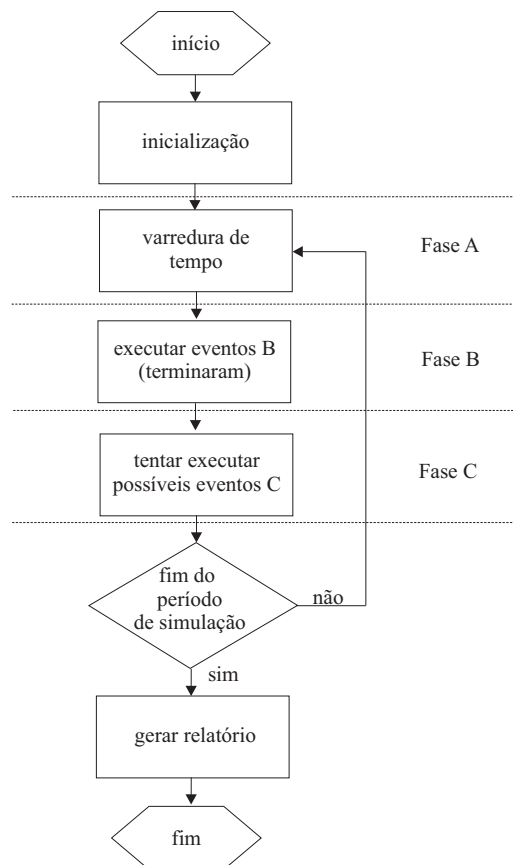 início
inicialização
varredura de
tempo
Fase A
executar eventos B
(terminaram)
Fase B
tentar executar
possíveis eventos C
Fase C
fim do
período
de simulação
não
sim
gerar relatório
fim